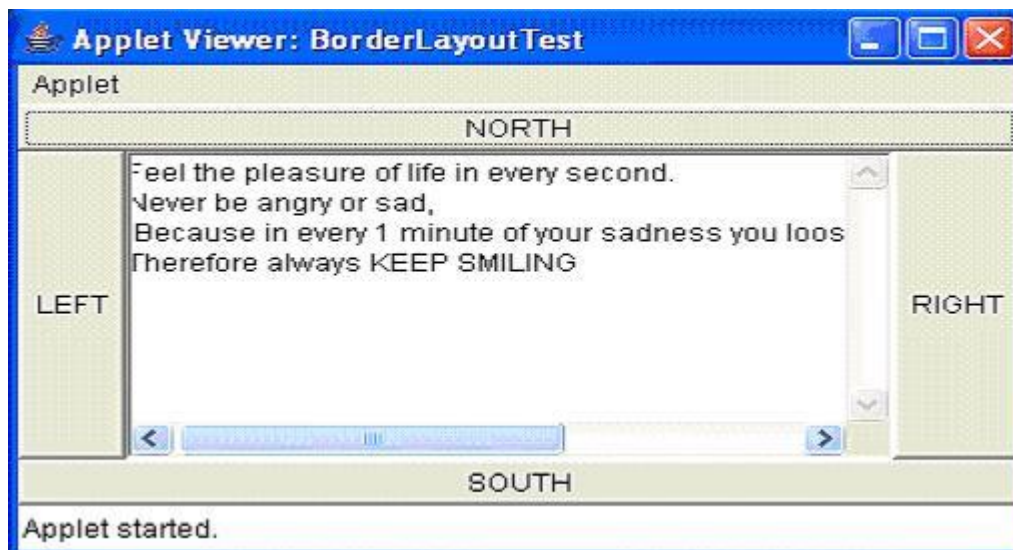 Applet Viewer: BorderLayoutTest
Applet
NORTH
LEFT
Feel the pleasure of life in every second.
Never be angry or sad,
Because in every 1 minute of your sadness you loos
Therefore always KEEP SMILING
RIGHT
SOUTH
Applet started.